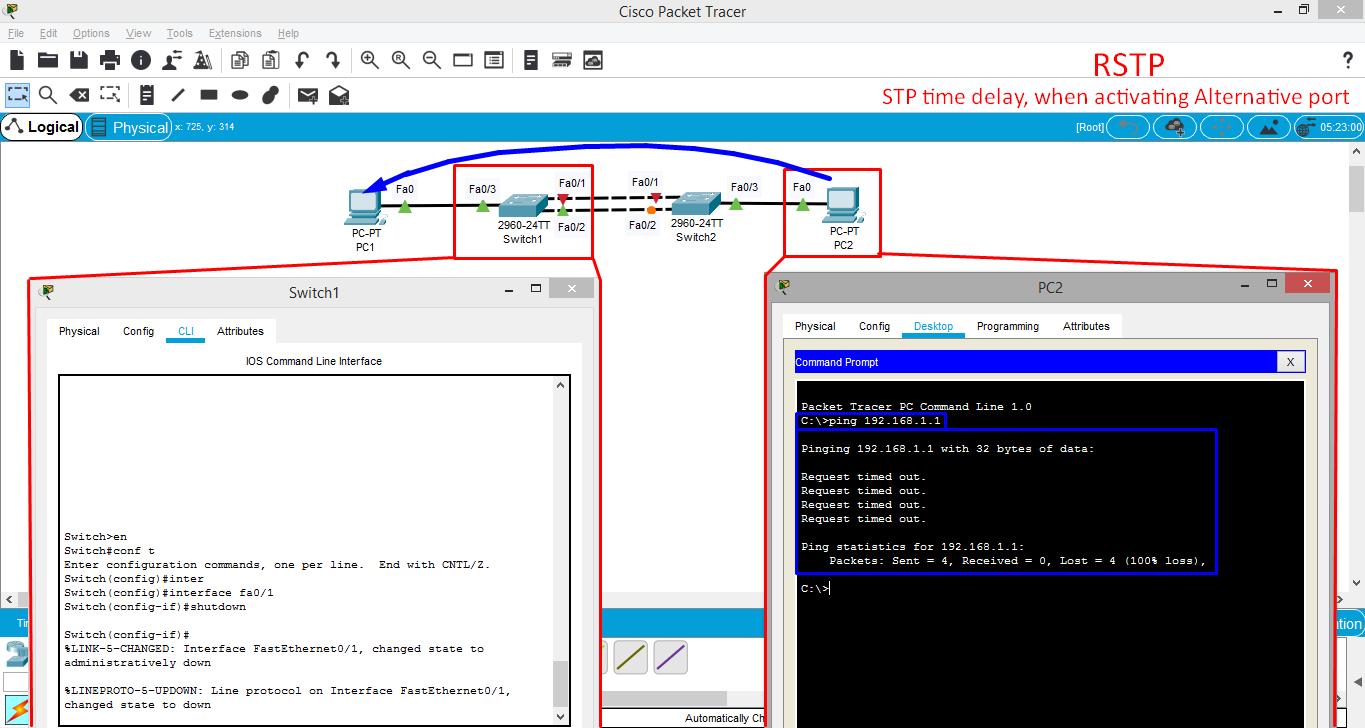 Cisco Packet Tracer
File Edit Options View Tools Extensions Help
RSTP
STP time delay, when activating Alternative port
?
Logical Physical x: 725, y: 314 [Root] 05:23:00
Fa0 Fa0/3 Fa0/1 Fa0/1 Fa0/3 Fa0
Fa0/2 Fa0/2
PC-PT
PC1
2960-24TT
Switch1
2960-24TT
Switch2
PC-PT
PC2
Switch1
Physical Config CLI Attributes
IOS Command Line Interface
Switch>en
Switch#conf t
Enter configuration commands, one per line.  End with CNTL/Z.
Switch(config)#inter
Switch(config)#interface fa0/1
Switch(config-if)#shutdown
Switch(config-if)#
%LINK-5-CHANGED: Interface FastEthernet0/1, changed state to
administratively down
%LINEPROTO-5-UPDOWN: Line protocol on Interface FastEthernet0/1,
changed state to down
PC2
Physical Config Desktop Programming Attributes
Command Prompt X
Packet Tracer PC Command Line 1.0
C:\>ping 192.168.1.1
Pinging 192.168.1.1 with 32 bytes of data:
Request timed out.
Request timed out.
Request timed out.
Request timed out.
Ping statistics for 192.168.1.1:
Packets: Sent = 4, Received = 0, Lost = 4 (100% loss),
C:\>
Automatically Ch